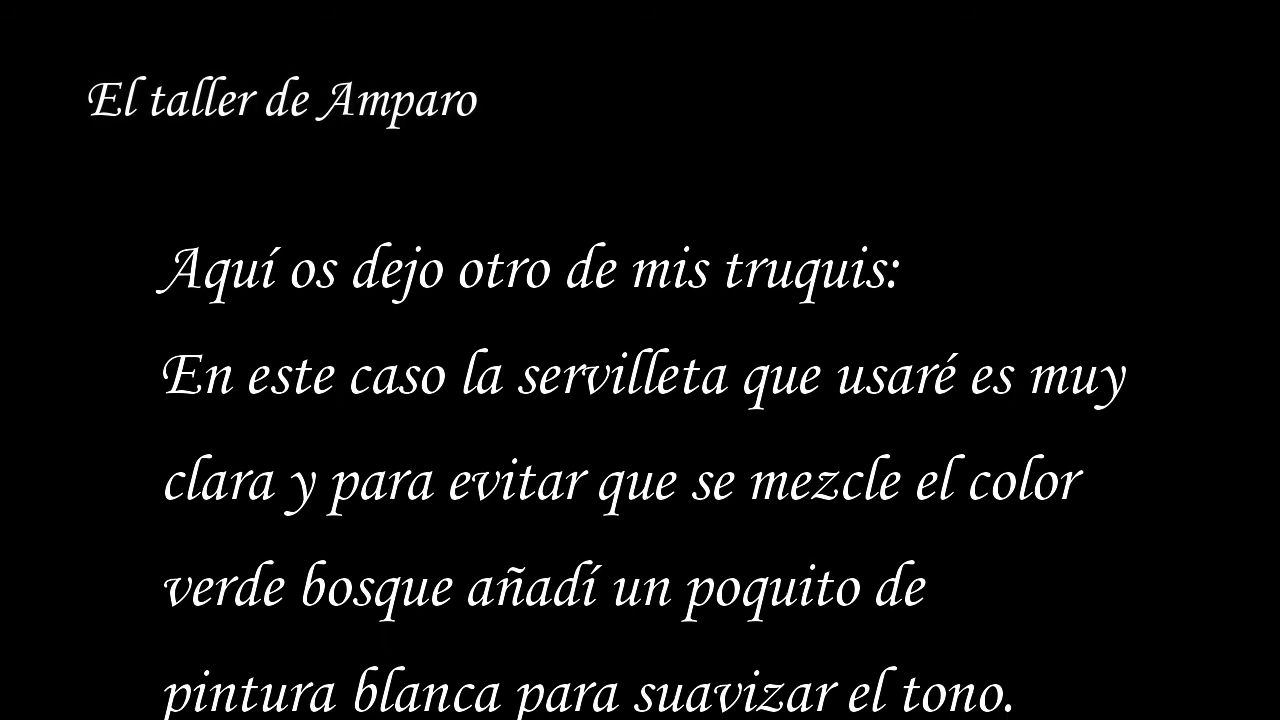 El taller de Amparo
Aquí os dejo otro de mis truquis:
En este caso la servilleta que usaré es muy
clara y para evitar que se mezcle el color
verde bosque añadí un poquito de
pintura blanca para suavizar el tono.